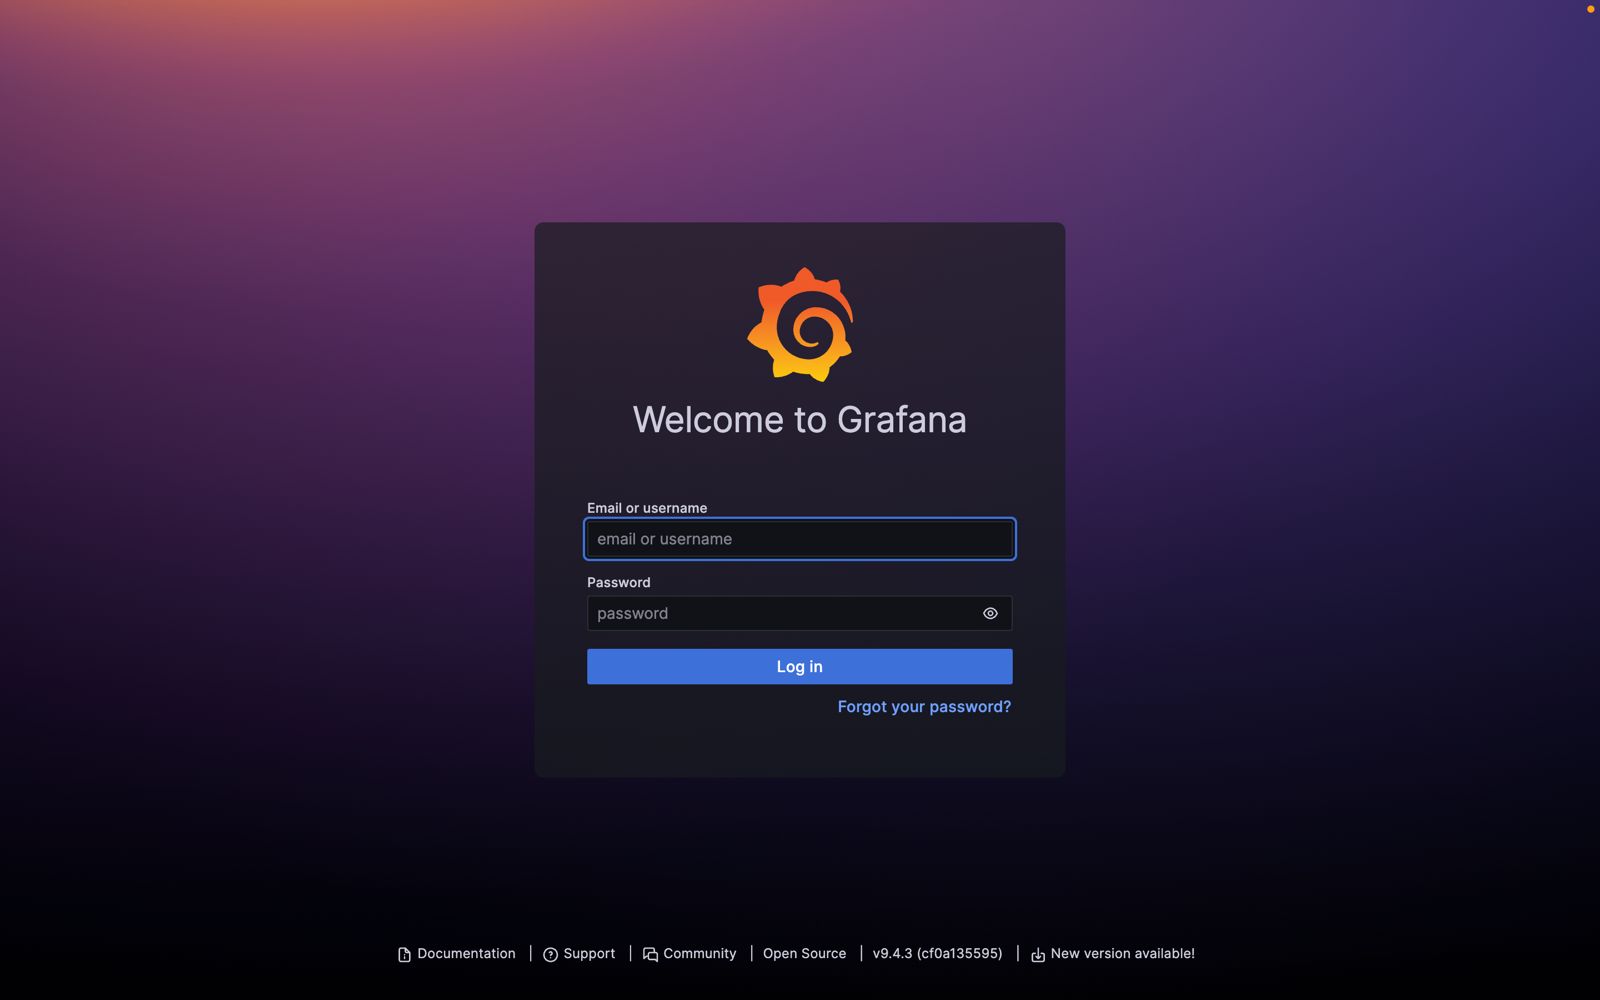 Welcome to Grafana
Email or username
email or username
Password
password
Log in
Forgot your password?
Documentation | Support | Community | Open Source | v9.4.3 (cf0a135595) | New version available!